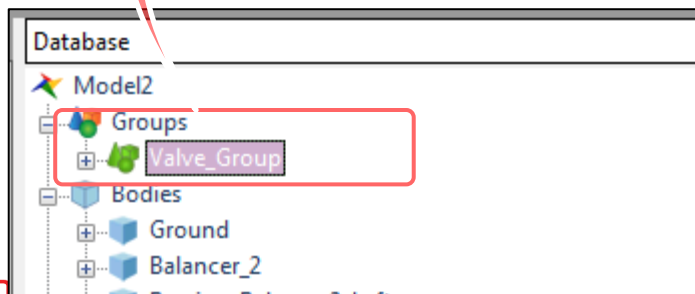 Database
Model2
Groups
Valve_Group
Bodies
Ground
Balancer_2